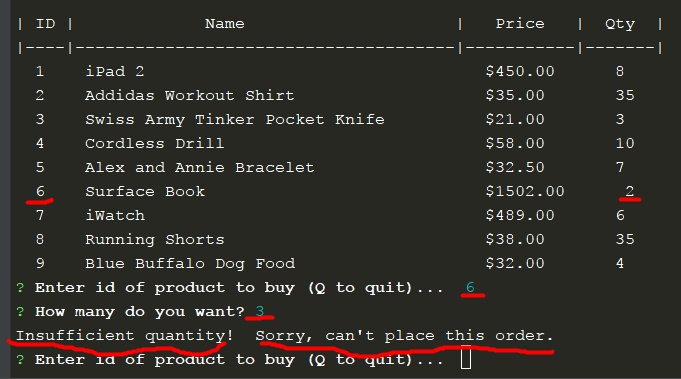 | ID | Name | Price | Qty |
|----|--------------------------------------|-----------|-------|
1 iPad 2 $450.00 8
2 Addidas Workout Shirt $35.00 35
3 Swiss Army Tinker Pocket Knife $21.00 3
4 Cordless Drill $58.00 10
5 Alex and Annie Bracelet $32.50 7
6 Surface Book $1502.00 2
7 iWatch $489.00 6
8 Running Shorts $38.00 35
9 Blue Buffalo Dog Food $32.00 4
? Enter id of product to buy (Q to quit)... 6
? How many do you want? 3
Insufficient quantity! Sorry, can't place this order.
? Enter id of product to buy (Q to quit)...